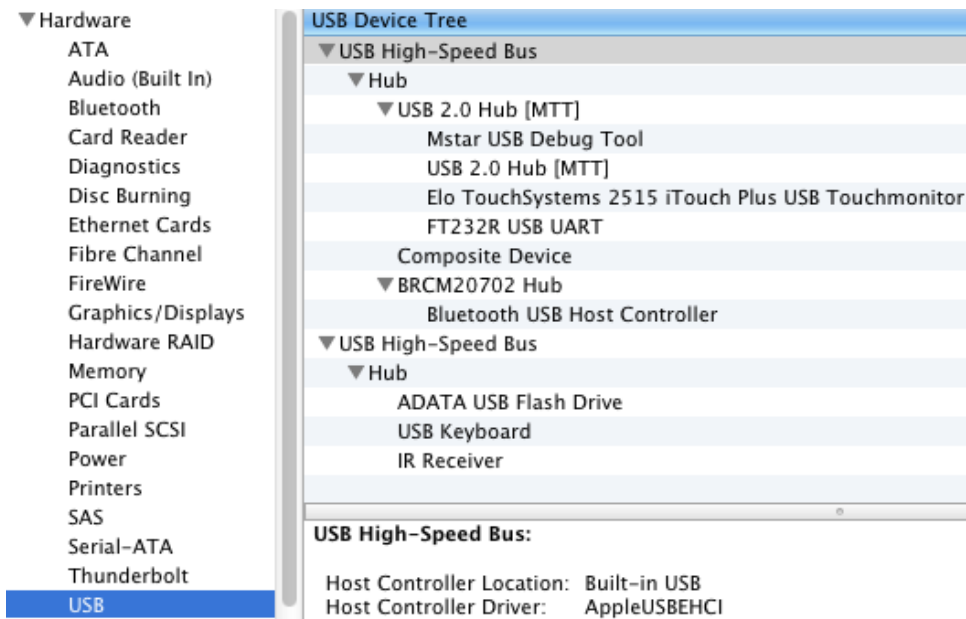 Hardware
ATA
Audio (Built In)
Bluetooth
Card Reader
Diagnostics
Disc Burning
Ethernet Cards
Fibre Channel
FireWire
Graphics/Displays
Hardware RAID
Memory
PCI Cards
Parallel SCSI
Power
Printers
SAS
Serial-ATA
Thunderbolt
USB
USB Device Tree
USB High-Speed Bus
Hub
USB 2.0 Hub [MTT]
Mstar USB Debug Tool
USB 2.0 Hub [MTT]
Elo TouchSystems 2515 iTouch Plus USB Touchmonitor
FT232R USB UART
Composite Device
BRCM20702 Hub
Bluetooth USB Host Controller
USB High-Speed Bus
Hub
ADATA USB Flash Drive
USB Keyboard
IR Receiver
USB High-Speed Bus:
Host Controller Location: Built-in USB
Host Controller Driver: AppleUSBEHCI